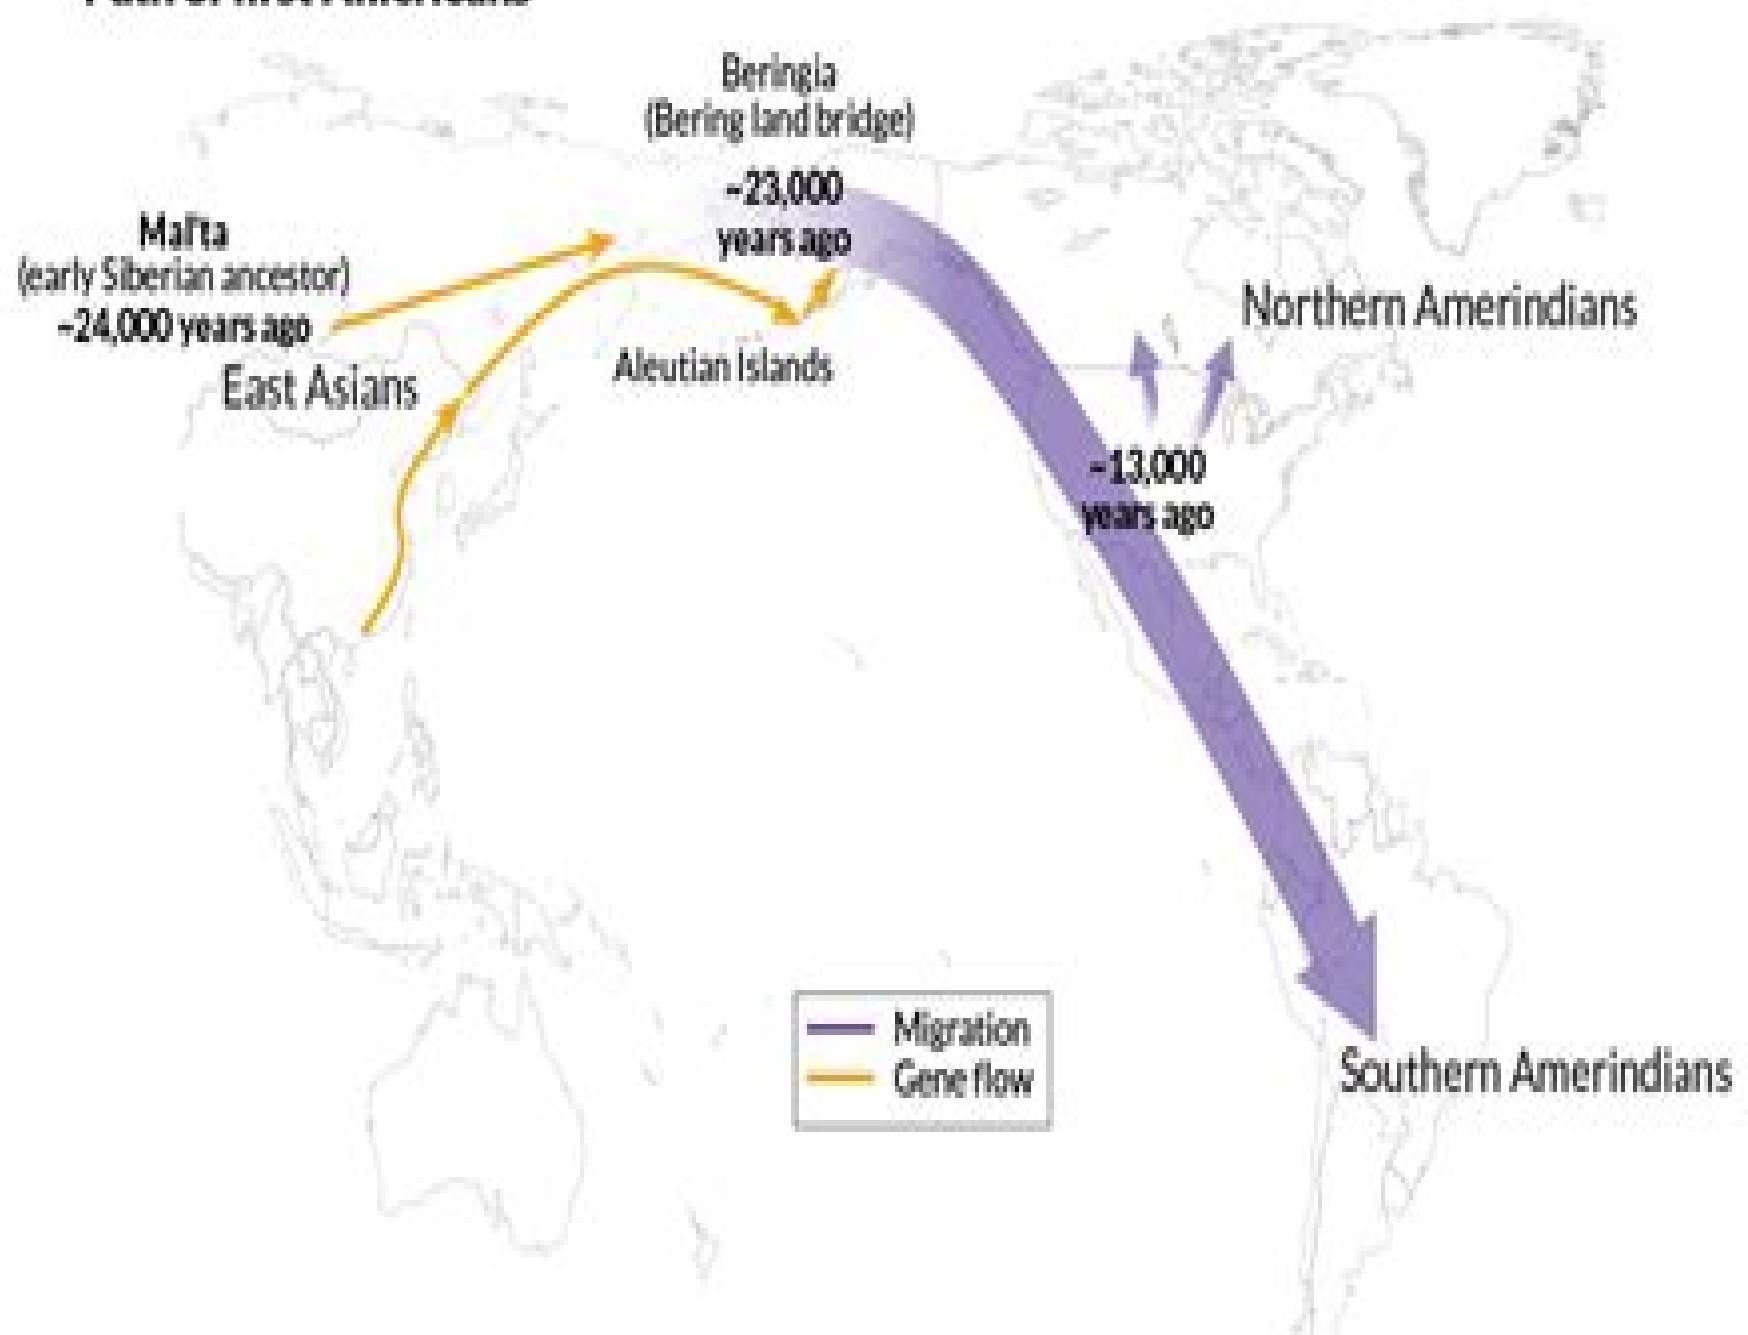 Beringia
(Bering land bridge)
~23,000
years ago
Mal'ta
(early Siberian ancestor)
~24,000 years ago
East Asians
Aleutian Islands
Northern Amerindians
~13,000
years ago
Migration
Gene flow
Southern Amerindians